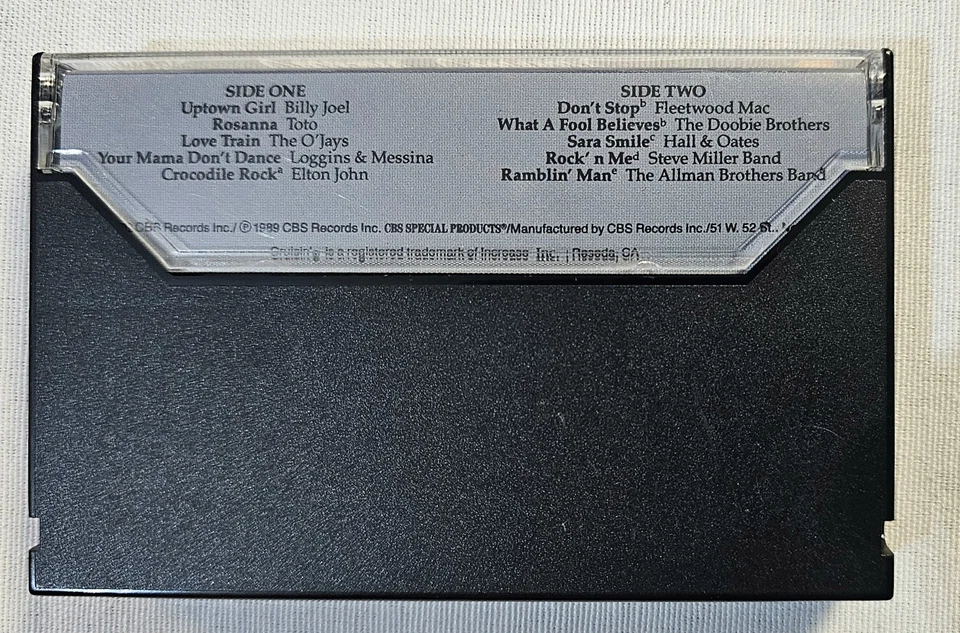 SIDE ONE
Uptown Girl Billy Joel
Rosanna Toto
Love Train The O'Jays
Your Mama Don't Dance Loggins & Messina
Crocodile Rockª Elton John
SIDE TWO
Don't Stopᵇ Fleetwood Mac
What A Fool Believesᵇ The Doobie Brothers
Sara Smileᶜ Hall & Oates
Rock' n Meᵈ Steve Miller Band
Ramblin' Manᵉ The Allman Brothers Band
CBS Records Inc./ ℗ 1989 CBS Records Inc. CBS SPECIAL PRODUCTS®/Manufactured by CBS Records Inc./51 W. 52 St.,
Cruisin'® is a registered trademark of Increase Inc. | Reseda, CA